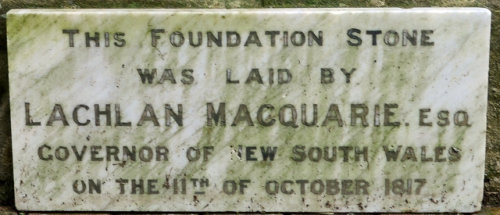 THIS FOUNDATION STONE
WAS LAID BY
LACHLAN MACQUARIE. ESQ
GOVERNOR OF NEW SOUTH WALES
ON THE 11TH OF OCTOBER 1817